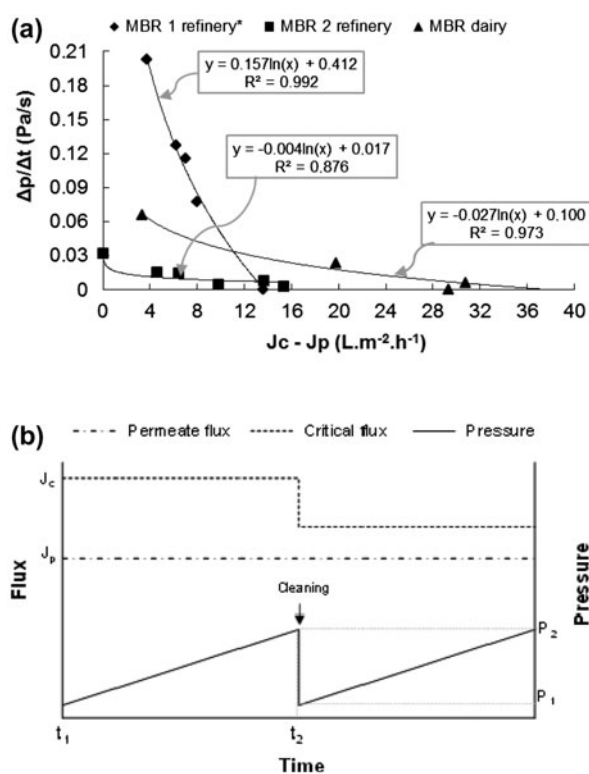 (a) ◆ MBR 1 refinery* ■ MBR 2 refinery ▲ MBR dairy
0.21
0.18
0.15
0.12
0.09
0.06
0.03
0
Δp/Δt (Pa/s)
y = 0.157ln(x) + 0.412
R² = 0.992
y = -0.004ln(x) + 0.017
R² = 0.876
y = -0.027ln(x) + 0.100
R² = 0.973
0 4 8 12 16 20 24 28 32 36 40
Jc - Jp (L.m⁻².h⁻¹)
(b)
Permeate flux Critical flux Pressure
Jc
Jp
Flux
Cleaning
Pressure
P2
P1
t1 t2
Time